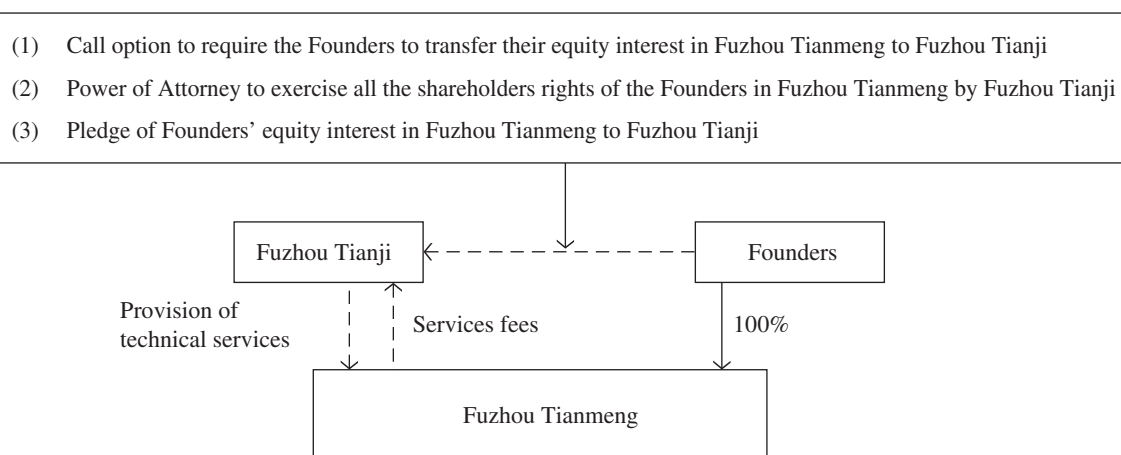 (1) Call option to require the Founders to transfer their equity interest in Fuzhou Tianmeng to Fuzhou Tianji
(2) Power of Attorney to exercise all the shareholders rights of the Founders in Fuzhou Tianmeng by Fuzhou Tianji
(3) Pledge of Founders’ equity interest in Fuzhou Tianmeng to Fuzhou Tianji
Fuzhou Tianji
Founders
Provision of
technical services
Services fees
100%
Fuzhou Tianmeng